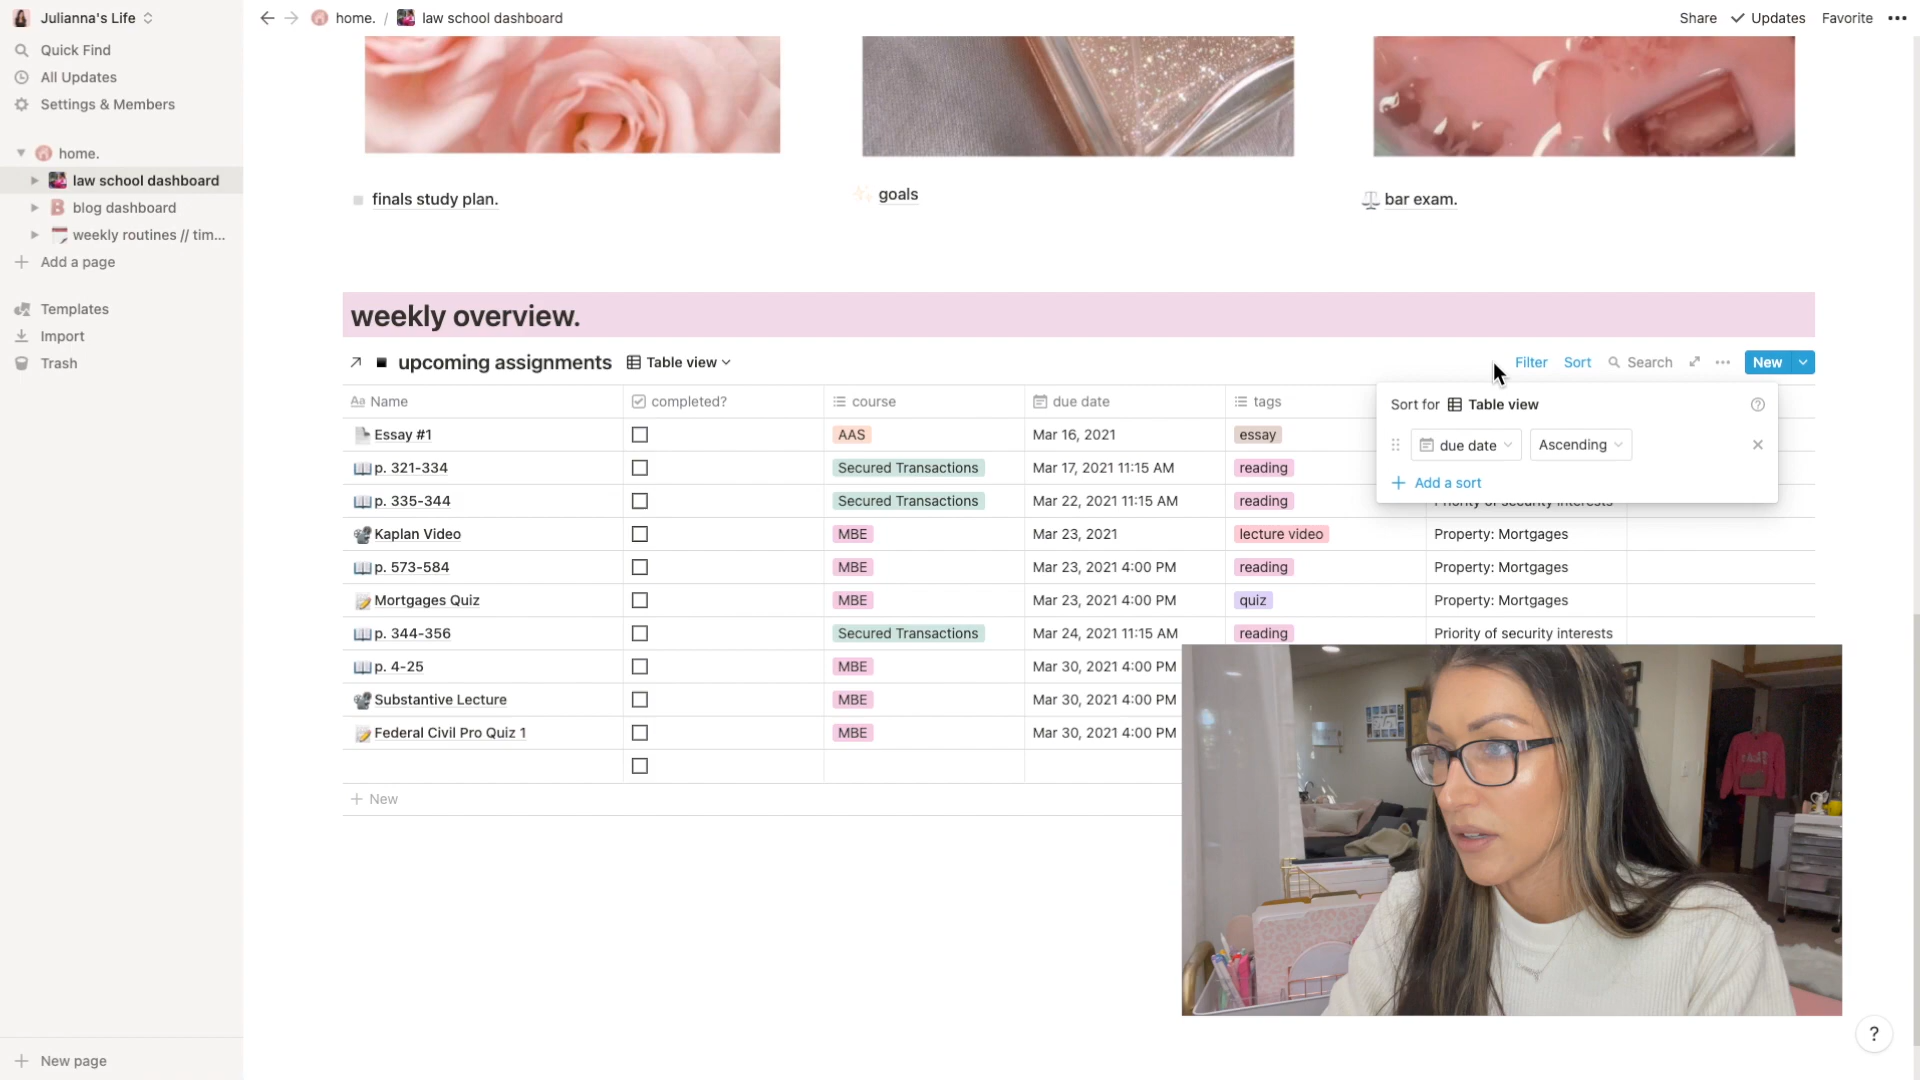 Julianna's Life
Quick Find
All Updates
Settings & Members
home.
law school dashboard
blog dashboard
weekly routines // tim...
Add a page
Templates
Import
Trash
New page
home. / law school dashboard
Share Updates Favorite
finals study plan.
goals
bar exam.
weekly overview.
upcoming assignments Table view
Filter Sort Search New
Aa Name completed? course due date tags
Sort for Table view
due date Ascending
Add a sort
Essay #1 AAS Mar 16, 2021 essay
p. 321-334 Secured Transactions Mar 17, 2021 11:15 AM reading
p. 335-344 Secured Transactions Mar 22, 2021 11:15 AM reading Priority of security interests
Kaplan Video MBE Mar 23, 2021 lecture video Property: Mortgages
p. 573-584 MBE Mar 23, 2021 4:00 PM reading Property: Mortgages
Mortgages Quiz MBE Mar 23, 2021 4:00 PM quiz Property: Mortgages
p. 344-356 Secured Transactions Mar 24, 2021 11:15 AM reading Priority of security interests
p. 4-25 MBE Mar 30, 2021 4:00 PM
Substantive Lecture MBE Mar 30, 2021 4:00 PM
Federal Civil Pro Quiz 1 MBE Mar 30, 2021 4:00 PM
New
?